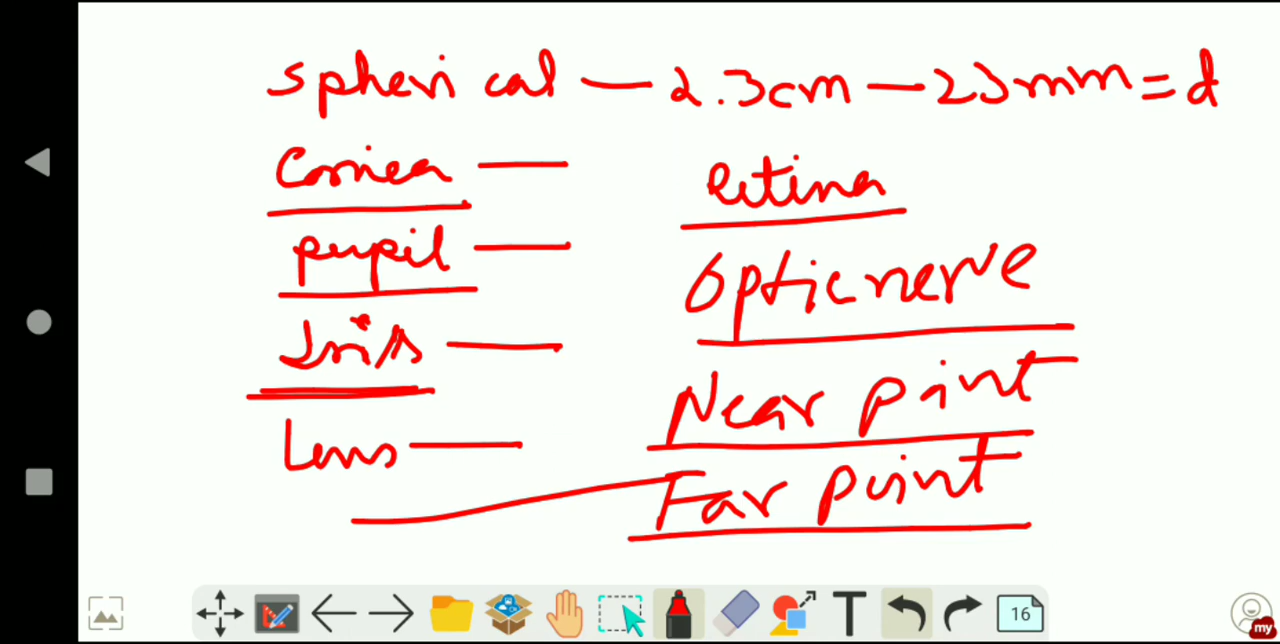 spherical — 2.3cm — 23mm = d
Cornea —
pupil —
Iris —
Lens —
Retina
Optic nerve
Near point
Far point
T
16
my